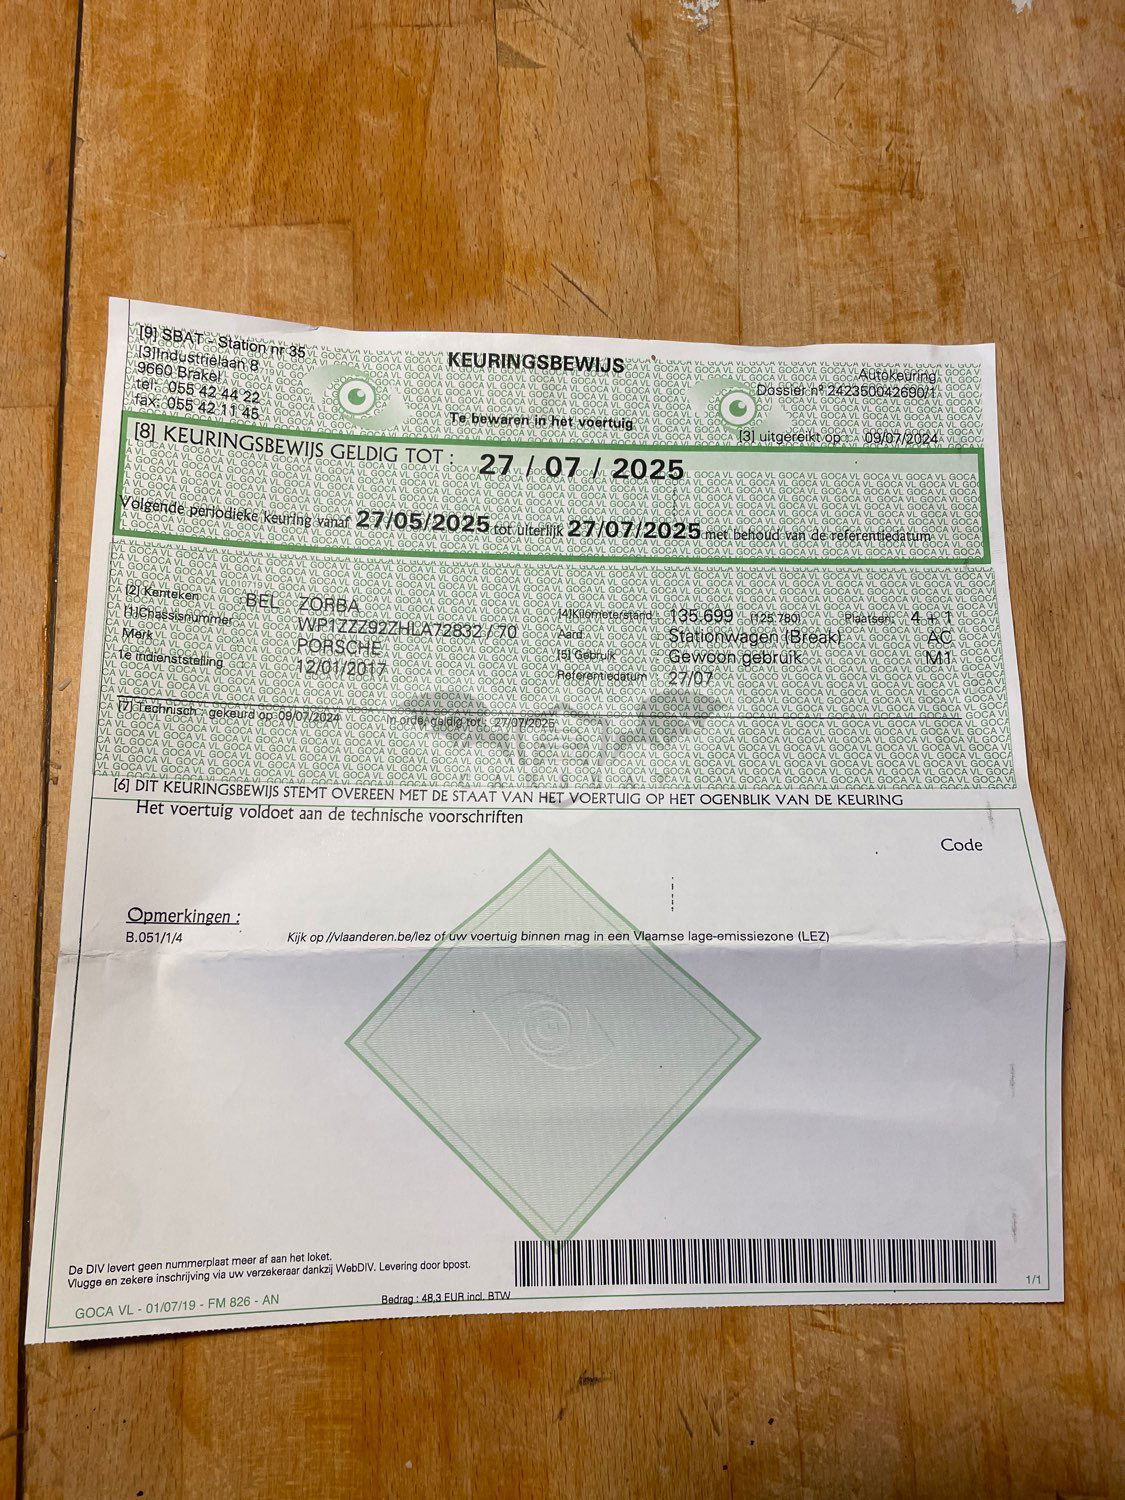 [9] SBAT - Station nr 35
[3]Industrielaan 8
9660 Brakel
tel: 055 42 44 22
fax: 055 42 11 45
KEURINGSBEWIJS
Te bewaren in het voertuig
Autokeuring
Dossier n° 242350042690/1
[3] uitgereikt op : 09/07/2024
[8] KEURINGSBEWIJS GELDIG TOT : 27 / 07 / 2025
Volgende periodieke keuring vanaf 27/05/2025 tot uiterlijk 27/07/2025 met behoud van de referentiedatum
[2] Kenteken BEL ZORBA
[1]Chassisnummer WP1ZZZ92ZHLA72832 / 70
Merk PORSCHE
1e indienststelling 12/01/2017
[4]Kilometerstand 135.699 (125.780) Plaatsen: 4 + 1
Aard Stationwagen (Break) AC
[5] Gebruik Gewoon gebruik M1
Referentiedatum 27/07
[7] Technisch - gekeurd op 09/07/2024 In orde, geldig tot : 27/07/2025
[6] DIT KEURINGSBEWIJS STEMT OVEREEN MET DE STAAT VAN HET VOERTUIG OP HET OGENBLIK VAN DE KEURING
Het voertuig voldoet aan de technische voorschriften
Code
Opmerkingen :
B.051/1/4 Kijk op //vlaanderen.be/lez of uw voertuig binnen mag in een Vlaamse lage-emissiezone (LEZ)
De DIV levert geen nummerplaat meer af aan het loket.
Vlugge en zekere inschrijving via uw verzekeraar dankzij WebDIV. Levering door bpost.
GOCA VL - 01/07/19 - FM 826 - AN
Bedrag : 48,3 EUR incl. BTW
1/1